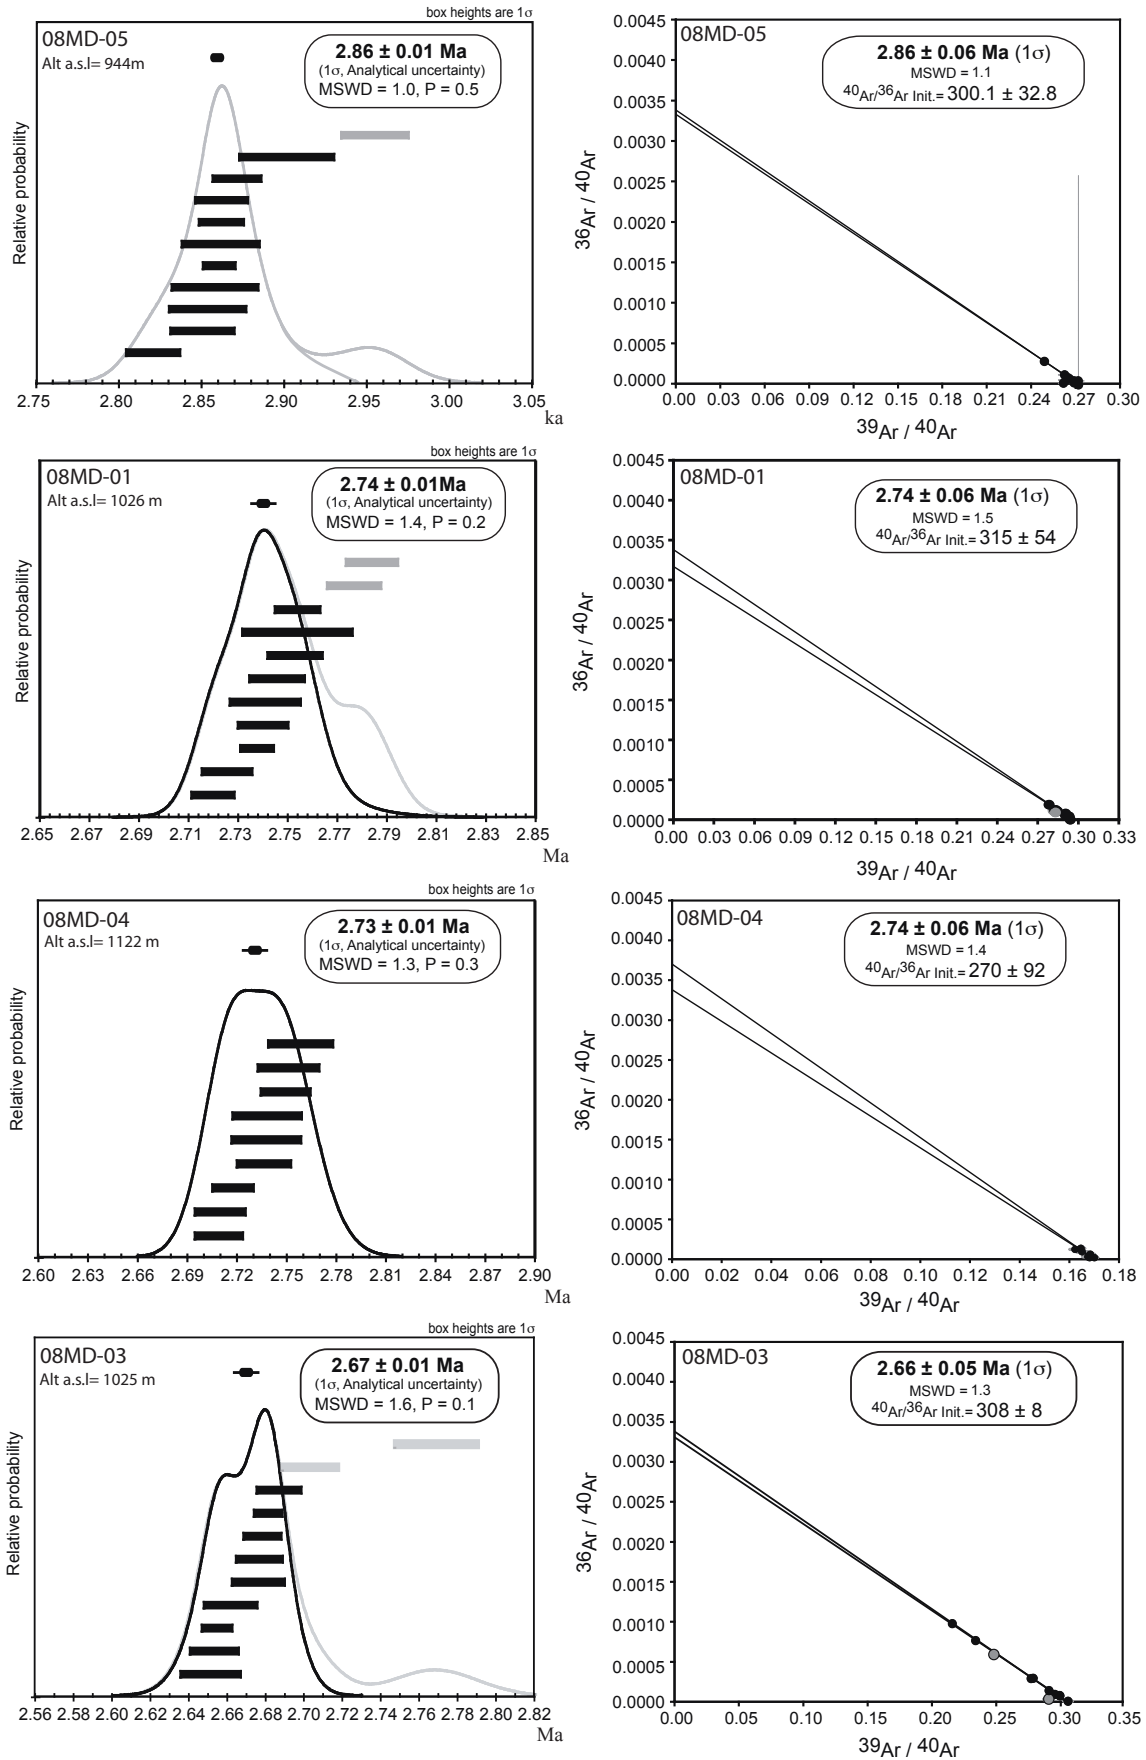 box heights are 1σ
08MD-05
Alt a.s.l= 944m
2.86 ± 0.01 Ma
(1σ, Analytical uncertainty)
MSWD = 1.0, P = 0.5
Relative probability
2.75 2.80 2.85 2.90 2.95 3.00 3.05
ka
08MD-05
2.86 ± 0.06 Ma (1σ)
MSWD = 1.1
40Ar/36Ar Init.= 300.1 ± 32.8
36Ar / 40Ar
0.0045
0.0040
0.0035
0.0030
0.0025
0.0020
0.0015
0.0010
0.0005
0.0000
0.00 0.03 0.06 0.09 0.12 0.15 0.18 0.21 0.24 0.27 0.30
39Ar / 40Ar
box heights are 1σ
08MD-01
Alt a.s.l= 1026 m
2.74 ± 0.01Ma
(1σ, Analytical uncertainty)
MSWD = 1.4, P = 0.2
Relative probability
2.65 2.67 2.69 2.71 2.73 2.75 2.77 2.79 2.81 2.83 2.85
Ma
08MD-01
2.74 ± 0.06 Ma (1σ)
MSWD = 1.5
40Ar/36Ar Init.= 315 ± 54
36Ar / 40Ar
0.0045
0.0040
0.0035
0.0030
0.0025
0.0020
0.0015
0.0010
0.0005
0.0000
0.00 0.03 0.06 0.09 0.12 0.15 0.18 0.21 0.24 0.27 0.30 0.33
39Ar / 40Ar
box heights are 1σ
08MD-04
Alt a.s.l= 1122 m
2.73 ± 0.01 Ma
(1σ, Analytical uncertainty)
MSWD = 1.3, P = 0.3
Relative probability
2.60 2.63 2.66 2.69 2.72 2.75 2.78 2.81 2.84 2.87 2.90
Ma
08MD-04
2.74 ± 0.06 Ma (1σ)
MSWD = 1.4
40Ar/36Ar Init.= 270 ± 92
36Ar / 40Ar
0.0045
0.0040
0.0035
0.0030
0.0025
0.0020
0.0015
0.0010
0.0005
0.0000
0.00 0.02 0.04 0.06 0.08 0.10 0.12 0.14 0.16 0.18
39Ar / 40Ar
box heights are 1σ
08MD-03
Alt a.s.l= 1025 m
2.67 ± 0.01 Ma
(1σ, Analytical uncertainty)
MSWD = 1.6, P = 0.1
Relative probability
2.56 2.58 2.60 2.62 2.64 2.66 2.68 2.70 2.72 2.74 2.76 2.78 2.80 2.82
Ma
08MD-03
2.66 ± 0.05 Ma (1σ)
MSWD = 1.3
40Ar/36Ar Init.= 308 ± 8
36Ar / 40Ar
0.0045
0.0040
0.0035
0.0030
0.0025
0.0020
0.0015
0.0010
0.0005
0.0000
0.00 0.05 0.10 0.15 0.20 0.25 0.30 0.35
39Ar / 40Ar